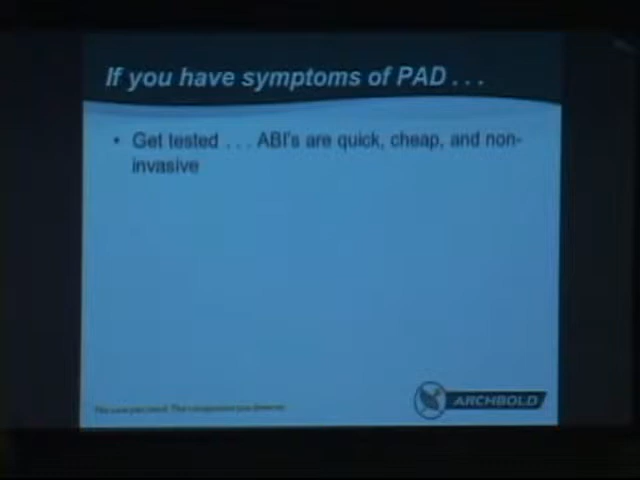 If you have symptoms of PAD . . .
• Get tested . . . ABI's are quick, cheap, and non-
invasive
ARCHBOLD